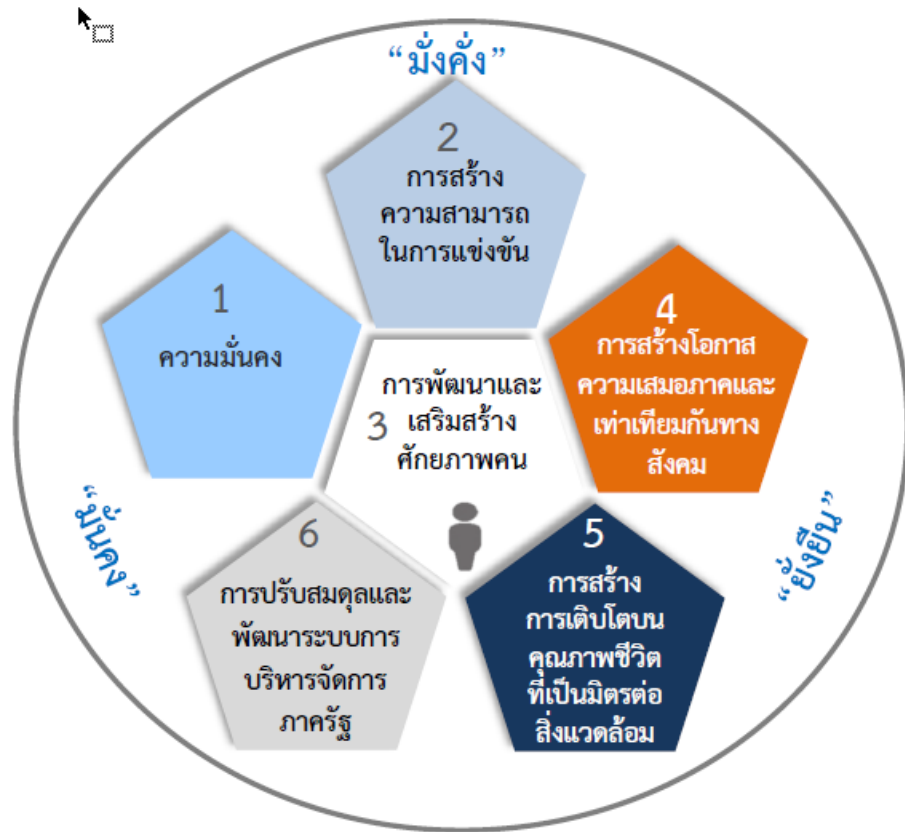 “มั่งคั่ง”
2
การสร้าง
ความสามารถ
ในการแข่งขัน
1
ความมั่นคง
4
การสร้างโอกาส
ความเสมอภาคและ
เท่าเทียมกันทาง
สังคม
การพัฒนาและ
3 เสริมสร้าง
ศักยภาพคน
“มั่นคง”
“ยั่งยืน”
6
การปรับสมดุลและ
พัฒนาระบบการ
บริหารจัดการ
ภาครัฐ
5
การสร้าง
การเติบโตบน
คุณภาพชีวิต
ที่เป็นมิตรต่อ
สิ่งแวดล้อม